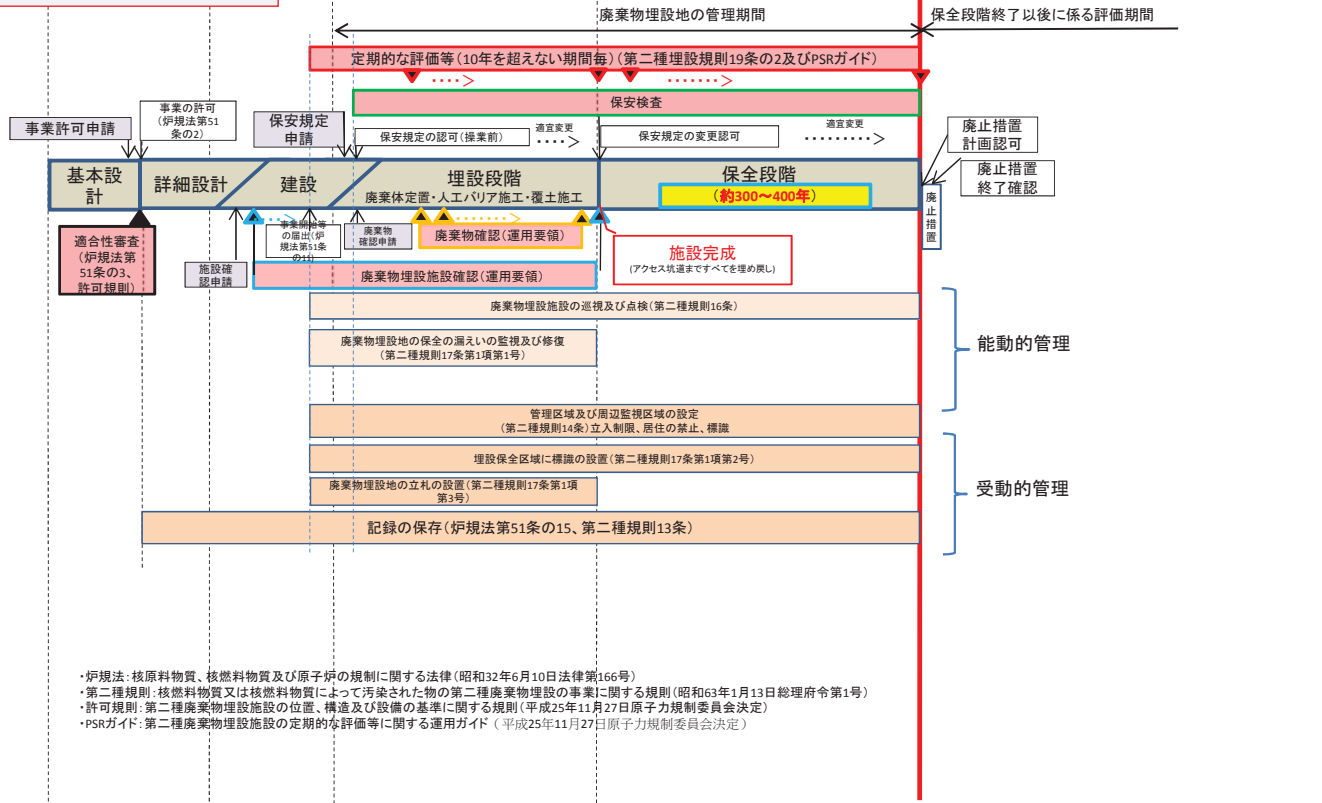 廃棄物埋設地の管理期間
保全段階終了以後に係る評価期間
定期的な評価等(10年を超えない期間毎)(第二種埋設規則19条の2及びPSRガイド)
保安検査
事業許可申請
事業の許可
(炉規法第51
条の2)
保安規定
申請
保安規定の認可(操業前)
適宜変更
保安規定の変更認可
適宜変更
廃止措置
計画認可
廃止措置
終了確認
基本設
計
詳細設計
建設
埋設段階
廃棄体定置・人工バリア施工・覆土施工
保全段階
(約300～400年)
廃
止
措
置
適合性審査
(炉規法第
51条の3、
許可規則)
施設確
認申請
事業開始等
の届出(炉
規法第51条
の11)
廃棄物
確認申請
廃棄物確認(運用要領)
廃棄物埋設施設確認(運用要領)
施設完成
(アクセス坑道まですべてを埋め戻し)
廃棄物埋設施設の巡視及び点検(第二種規則16条)
廃棄物埋設地の保全の漏えいの監視及び修復
(第二種規則17条第1項第1号)
能動的管理
管理区域及び周辺監視区域の設定
(第二種規則14条)立入制限、居住の禁止、標識
埋設保全区域に標識の設置(第二種規則17条第1項第2号)
廃棄物埋設地の立札の設置(第二種規則17条第1項
第3号)
受動的管理
記録の保存(炉規法第51条の15、第二種規則13条)
・炉規法：核原料物質、核燃料物質及び原子炉の規制に関する法律(昭和32年6月10日法律第166号)
・第二種規則：核燃料物質又は核燃料物質によって汚染された物の第二種廃棄物埋設の事業に関する規則(昭和63年1月13日総理府令第1号)
・許可規則：第二種廃棄物埋設施設の位置、構造及び設備の基準に関する規則(平成25年11月27日原子力規制委員会決定)
・PSRガイド：第二種廃棄物埋設施設の定期的な評価等に関する運用ガイド（平成25年11月27日原子力規制委員会決定）